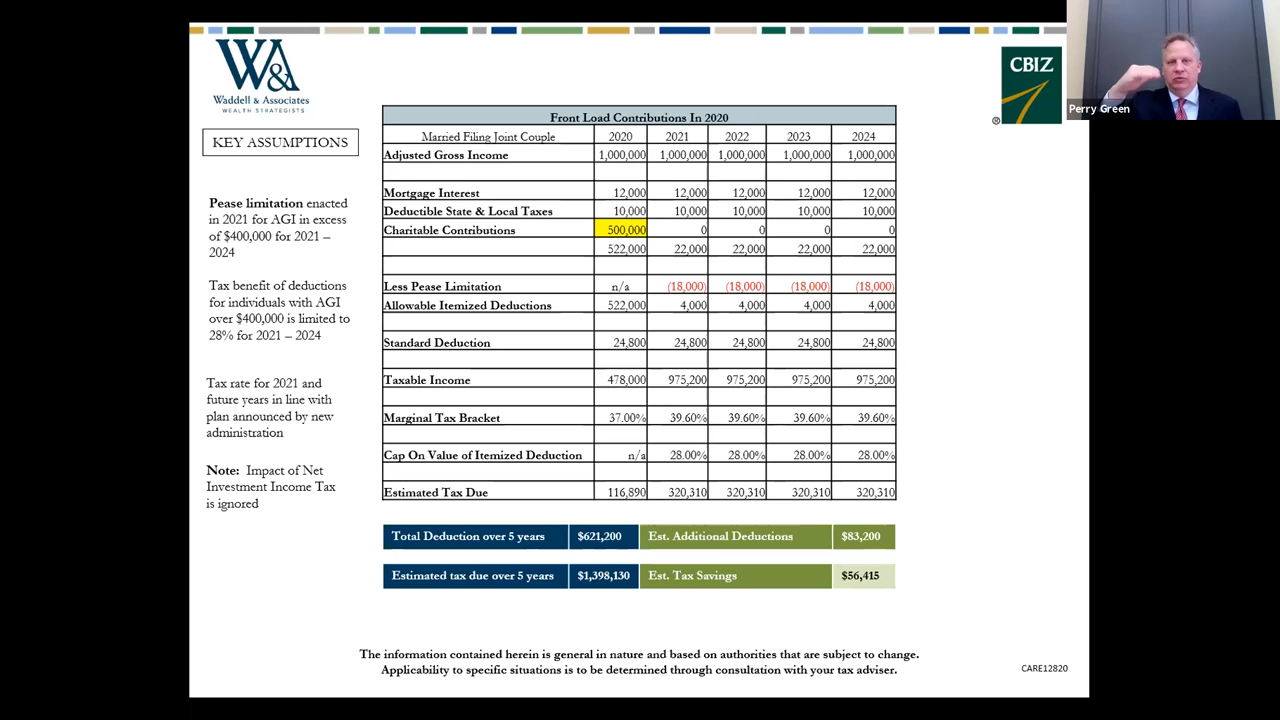 W&
Waddell & Associates
WEALTH STRATEGISTS
CBIZ
®
Perry Green
KEY ASSUMPTIONS
Pease limitation enacted
in 2021 for AGI in excess
of $400,000 for 2021 –
2024
Tax benefit of deductions
for individuals with AGI
over $400,000 is limited to
28% for 2021 – 2024
Tax rate for 2021 and
future years in line with
plan announced by new
administration
Note: Impact of Net
Investment Income Tax
is ignored
Front Load Contributions In 2020
Married Filing Joint Couple 2020 2021 2022 2023 2024
Adjusted Gross Income 1,000,000 1,000,000 1,000,000 1,000,000 1,000,000
Mortgage Interest 12,000 12,000 12,000 12,000 12,000
Deductible State & Local Taxes 10,000 10,000 10,000 10,000 10,000
Charitable Contributions 500,000 0 0 0 0
522,000 22,000 22,000 22,000 22,000
Less Pease Limitation n/a (18,000) (18,000) (18,000) (18,000)
Allowable Itemized Deductions 522,000 4,000 4,000 4,000 4,000
Standard Deduction 24,800 24,800 24,800 24,800 24,800
Taxable Income 478,000 975,200 975,200 975,200 975,200
Marginal Tax Bracket 37.00% 39.60% 39.60% 39.60% 39.60%
Cap On Value of Itemized Deduction n/a 28.00% 28.00% 28.00% 28.00%
Estimated Tax Due 116,890 320,310 320,310 320,310 320,310
Total Deduction over 5 years $621,200 Est. Additional Deductions $83,200
Estimated tax due over 5 years $1,398,130 Est. Tax Savings $56,415
The information contained herein is general in nature and based on authorities that are subject to change.
Applicability to specific situations is to be determined through consultation with your tax adviser.
CARE12820